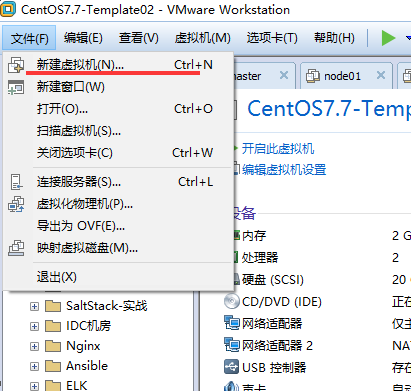 CentOS7.7-Template02 - VMware Workstation
文件(F) 编辑(E) 查看(V) 虚拟机(M) 选项卡(T) 帮助(H)
新建虚拟机(N)... Ctrl+N
新建窗口(W)
打开(O)... Ctrl+O
扫描虚拟机(S)...
关闭选项卡(C) Ctrl+W
连接服务器(S)... Ctrl+L
虚拟化物理机(P)...
导出为 OVF(E)...
映射虚拟磁盘(M)...
退出(X)
SaltStack-实战
IDC机房
Nginx
Ansible
ELK
node01
CentOS7.7-Temp
开启此虚拟机
编辑虚拟机设置
设备
内存 2 G
处理器 2
硬盘 (SCSI) 20
CD/DVD (IDE) 正在
网络适配器 仅主
网络适配器 2 NA
USB 控制器 存在